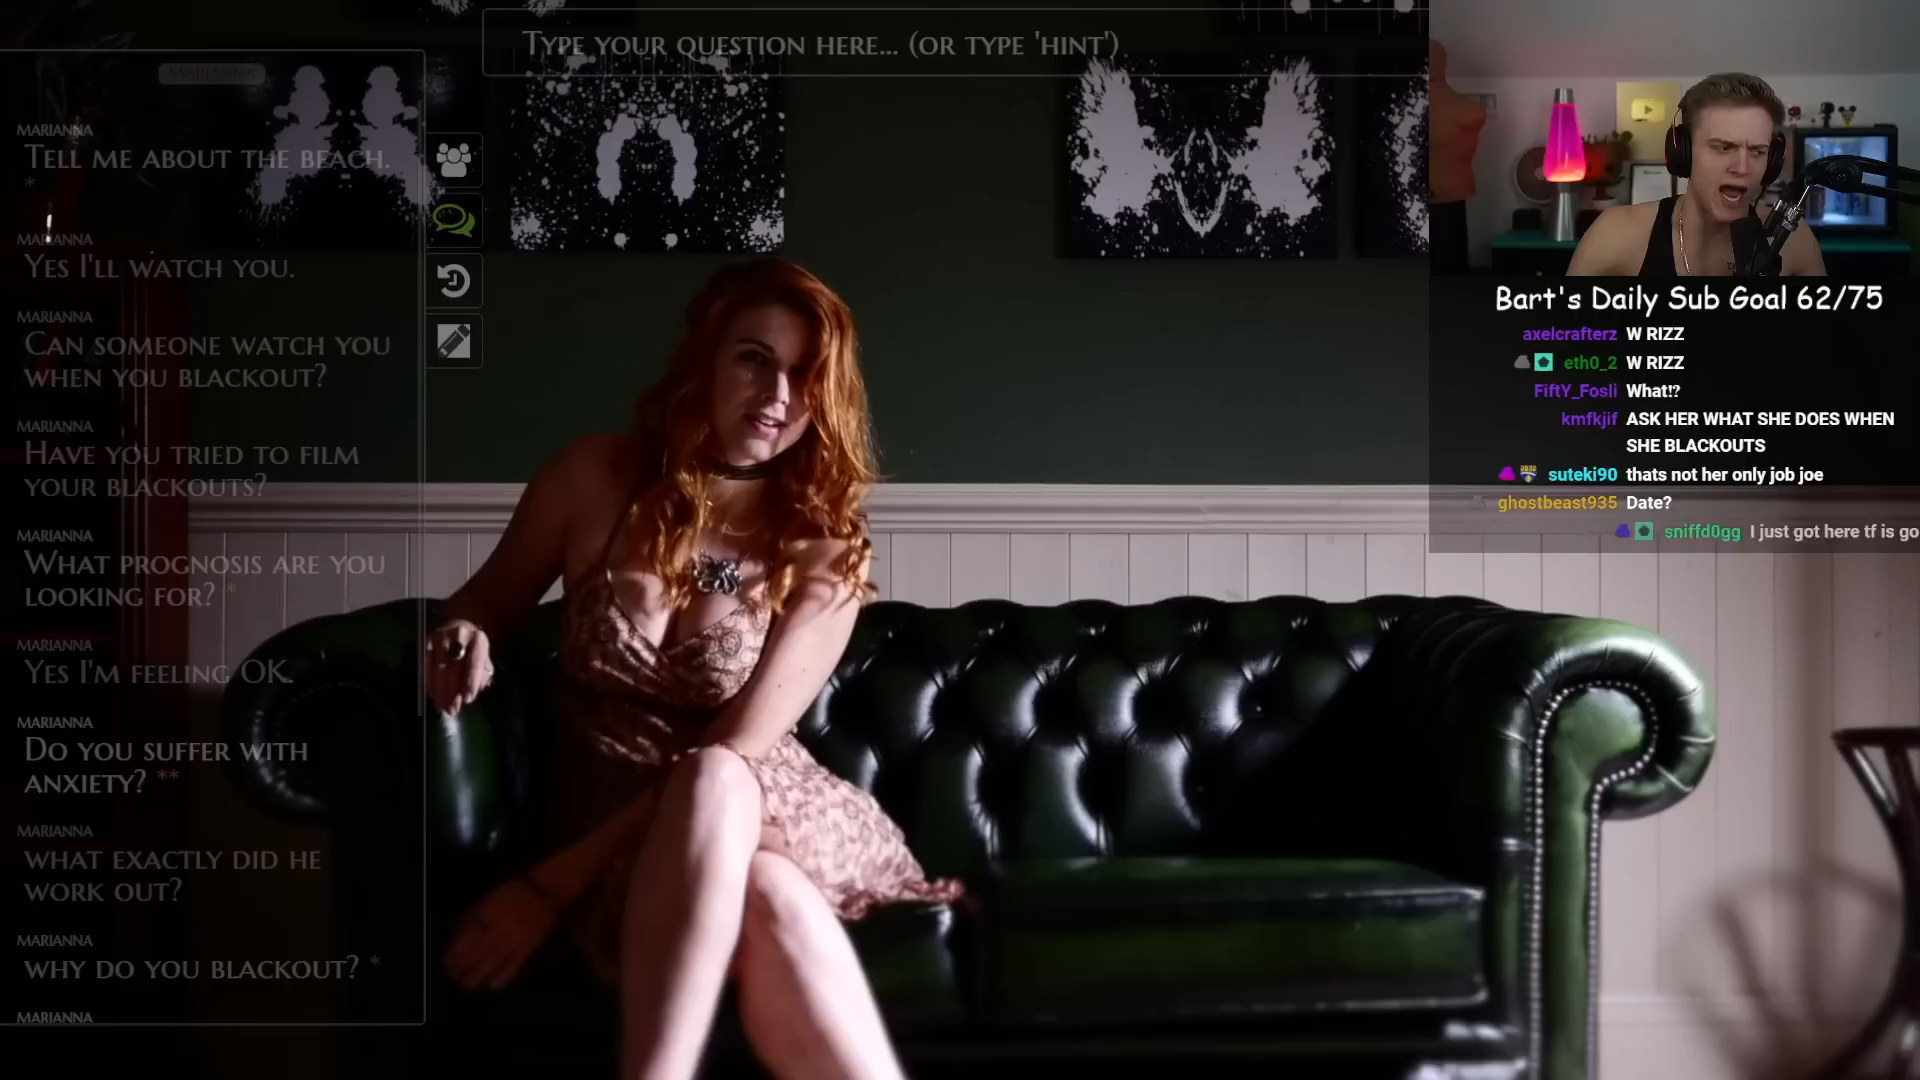 TYPE YOUR QUESTION HERE... (OR TYPE 'HINT')
MARIANNA
MARIANNA
TELL ME ABOUT THE BEACH.
*
MARIANNA
YES I'LL WATCH YOU.
MARIANNA
CAN SOMEONE WATCH YOU
WHEN YOU BLACKOUT?
MARIANNA
HAVE YOU TRIED TO FILM
YOUR BLACKOUTS?
MARIANNA
WHAT PROGNOSIS ARE YOU
LOOKING FOR? *
MARIANNA
YES I'M FEELING OK.
MARIANNA
DO YOU SUFFER WITH
ANXIETY? **
MARIANNA
WHAT EXACTLY DID HE
WORK OUT?
MARIANNA
WHY DO YOU BLACKOUT? *
MARIANNA
Bart's Daily Sub Goal 62/75
axelcrafterz W RIZZ
eth0_2 W RIZZ
FiftY_Fosli What!?
kmfkjif ASK HER WHAT SHE DOES WHEN
SHE BLACKOUTS
suteki90 thats not her only job joe
ghostbeast935 Date?
sniffd0gg I just got here tf is go